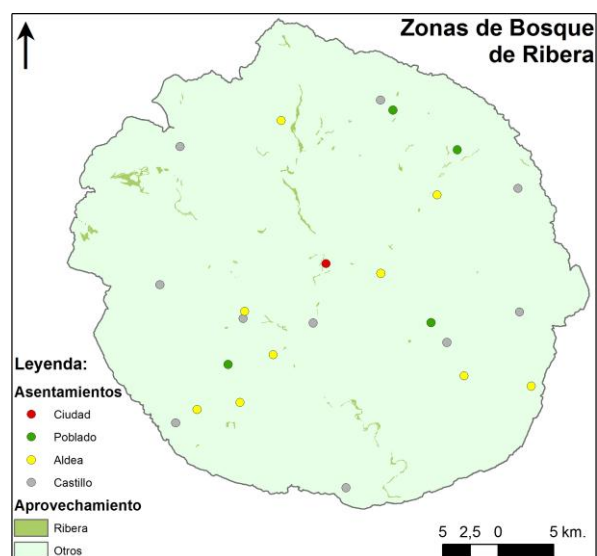 Zonas de Bosque
de Ribera
Leyenda:
Asentamientos
Ciudad
Poblado
Aldea
Castillo
Aprovechamiento
Ribera
Otros
5 2,5 0 5 km.